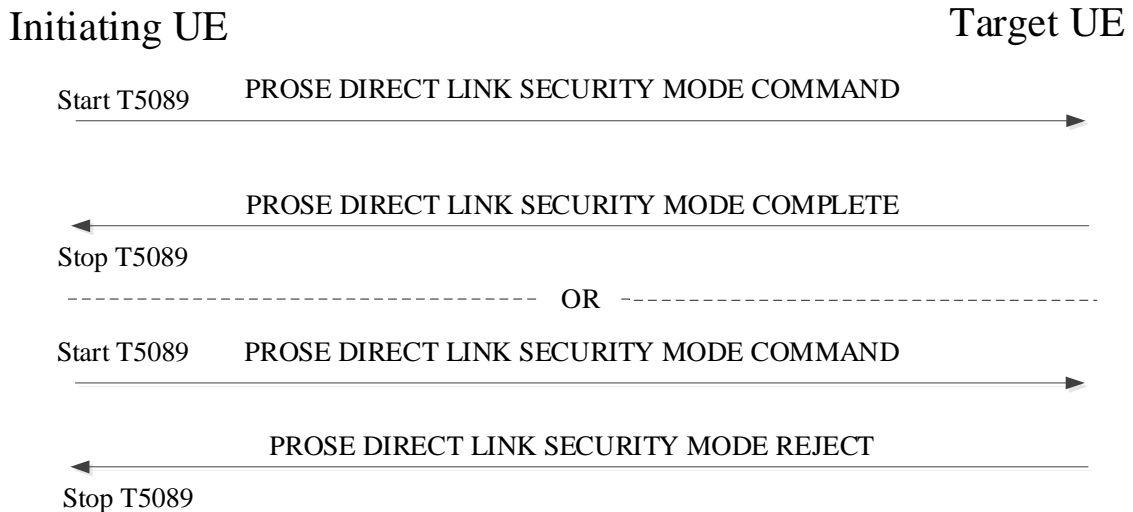 Initiating UE
Target UE
Start T5089
PROSE DIRECT LINK SECURITY MODE COMMAND
PROSE DIRECT LINK SECURITY MODE COMPLETE
Stop T5089
OR
Start T5089
PROSE DIRECT LINK SECURITY MODE COMMAND
PROSE DIRECT LINK SECURITY MODE REJECT
Stop T5089